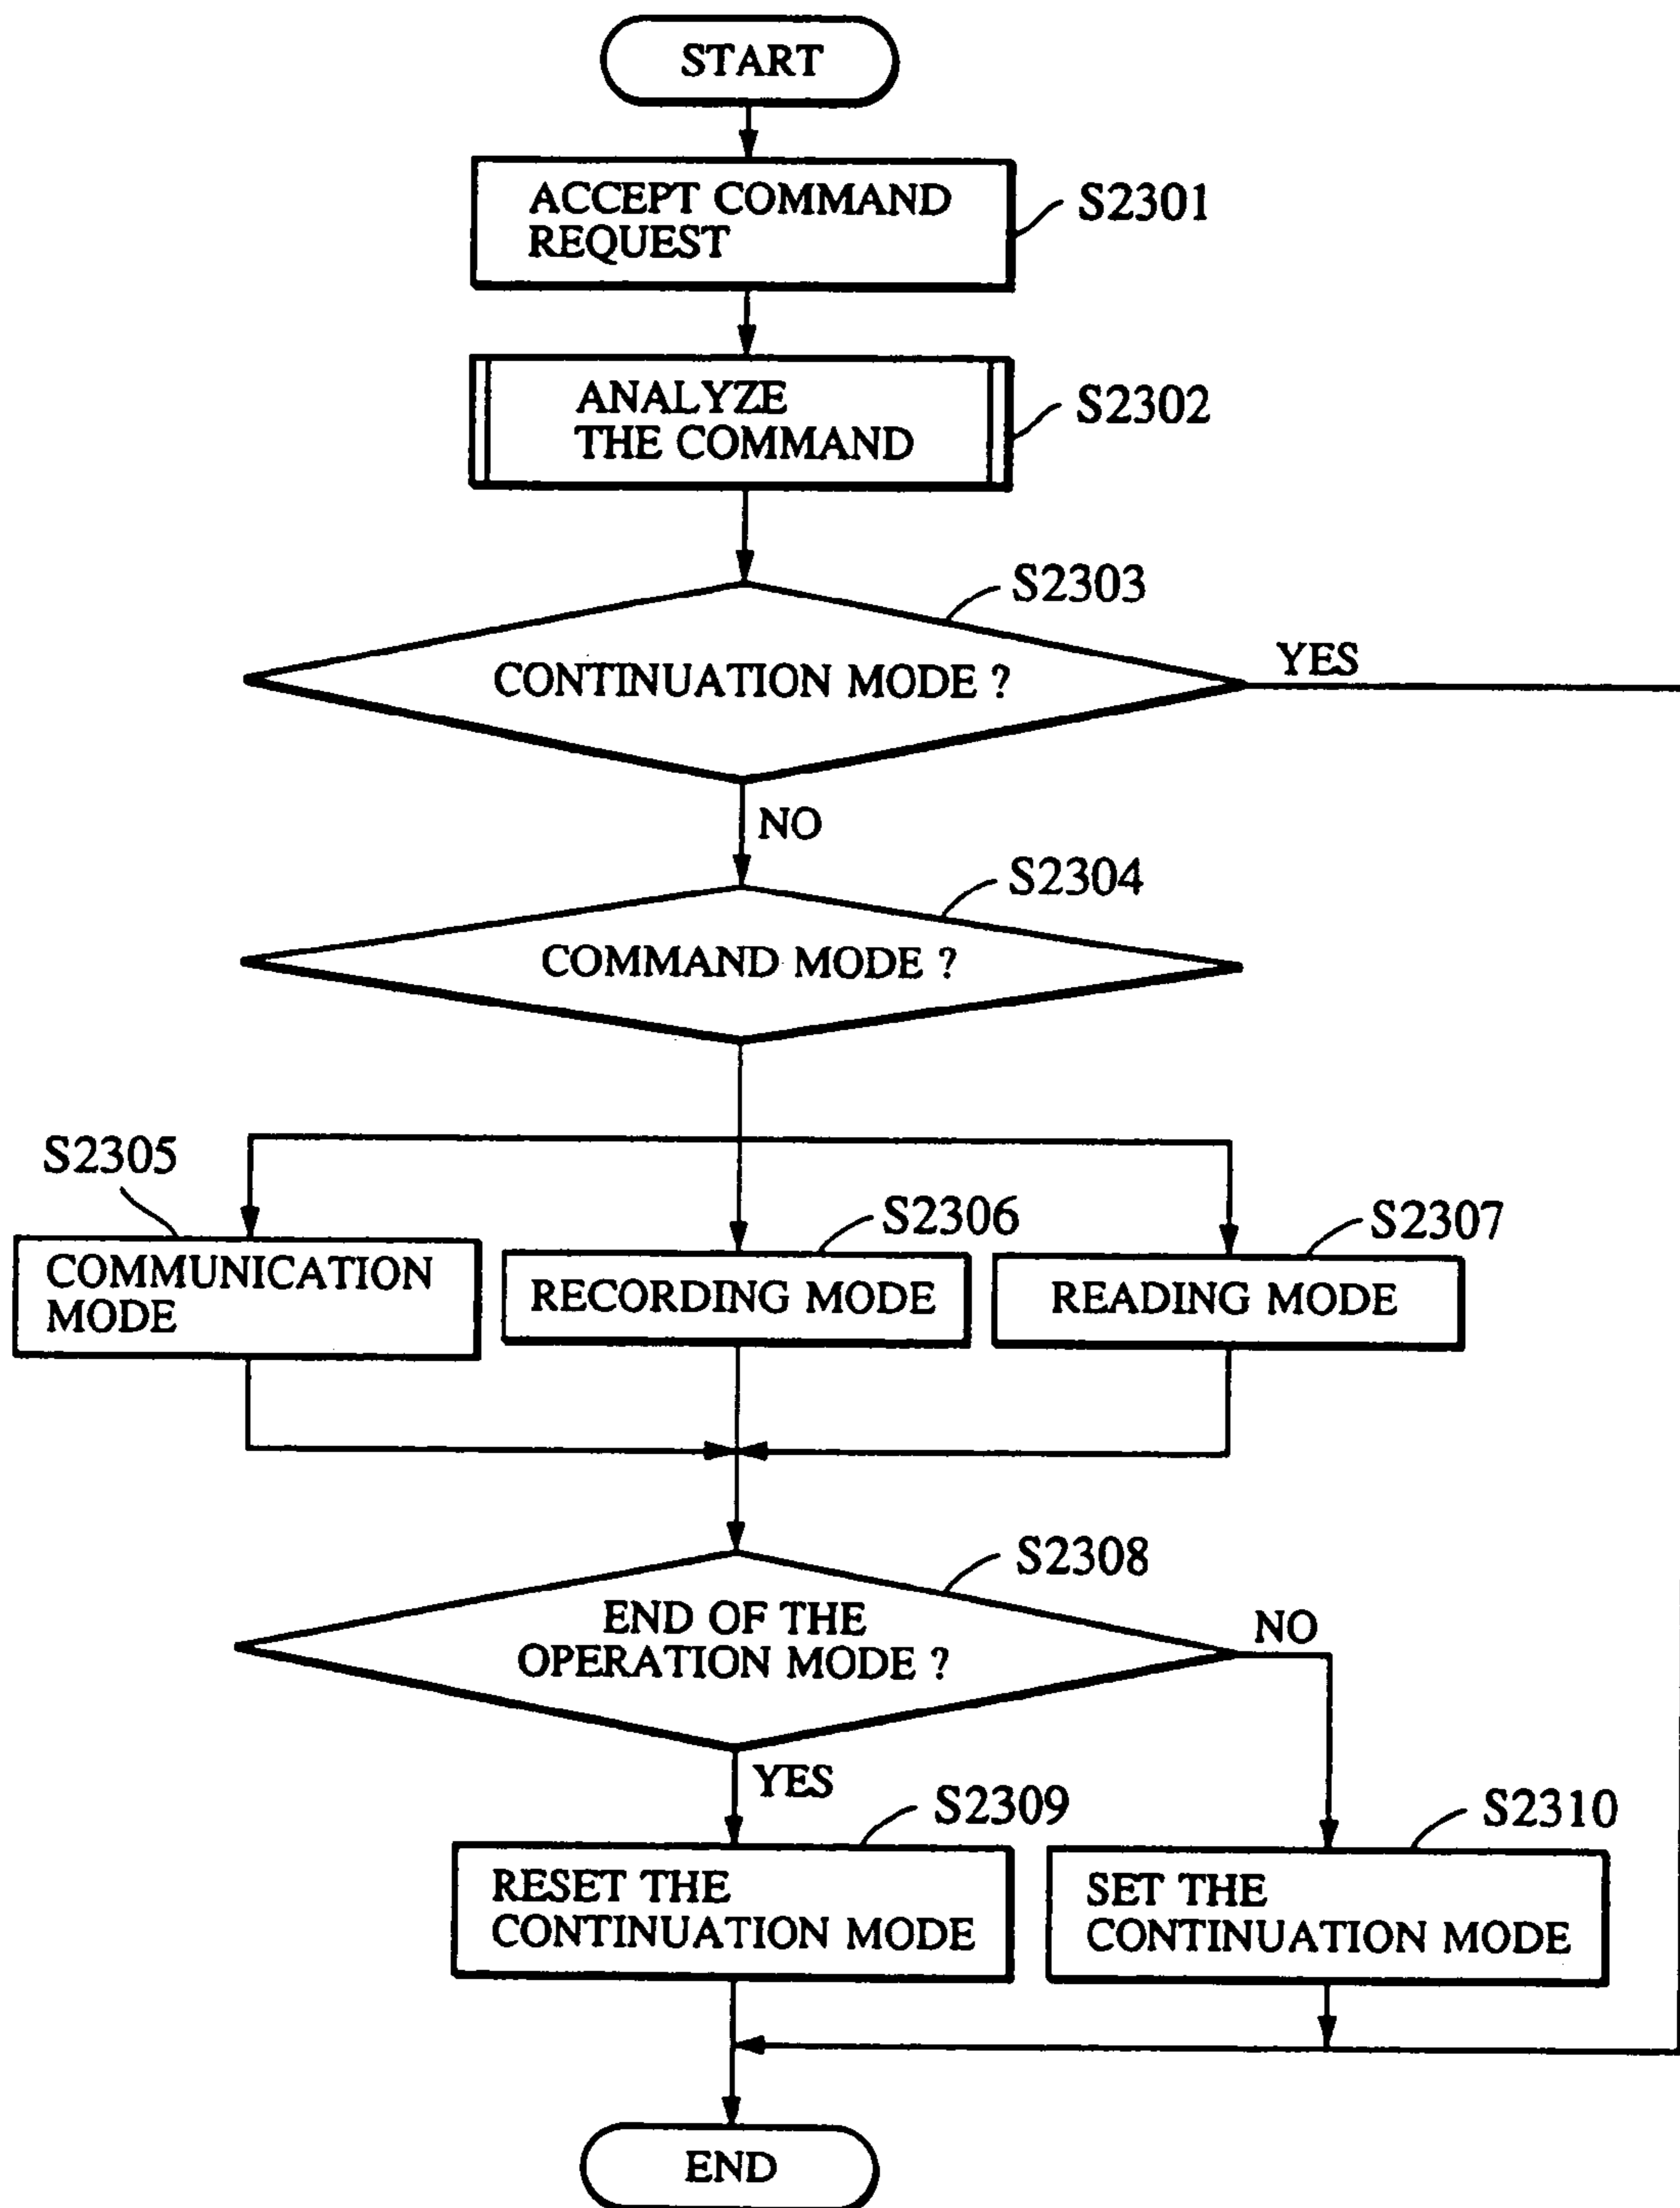 START
ACCEPT COMMAND
REQUEST
S2301
ANALYZE
THE COMMAND
S2302
S2303
CONTINUATION MODE ?
YES
NO
S2304
COMMAND MODE ?
S2305
COMMUNICATION
MODE
S2306
RECORDING MODE
S2307
READING MODE
S2308
END OF THE
OPERATION MODE ?
NO
YES
S2309
RESET THE
CONTINUATION MODE
S2310
SET THE
CONTINUATION MODE
END